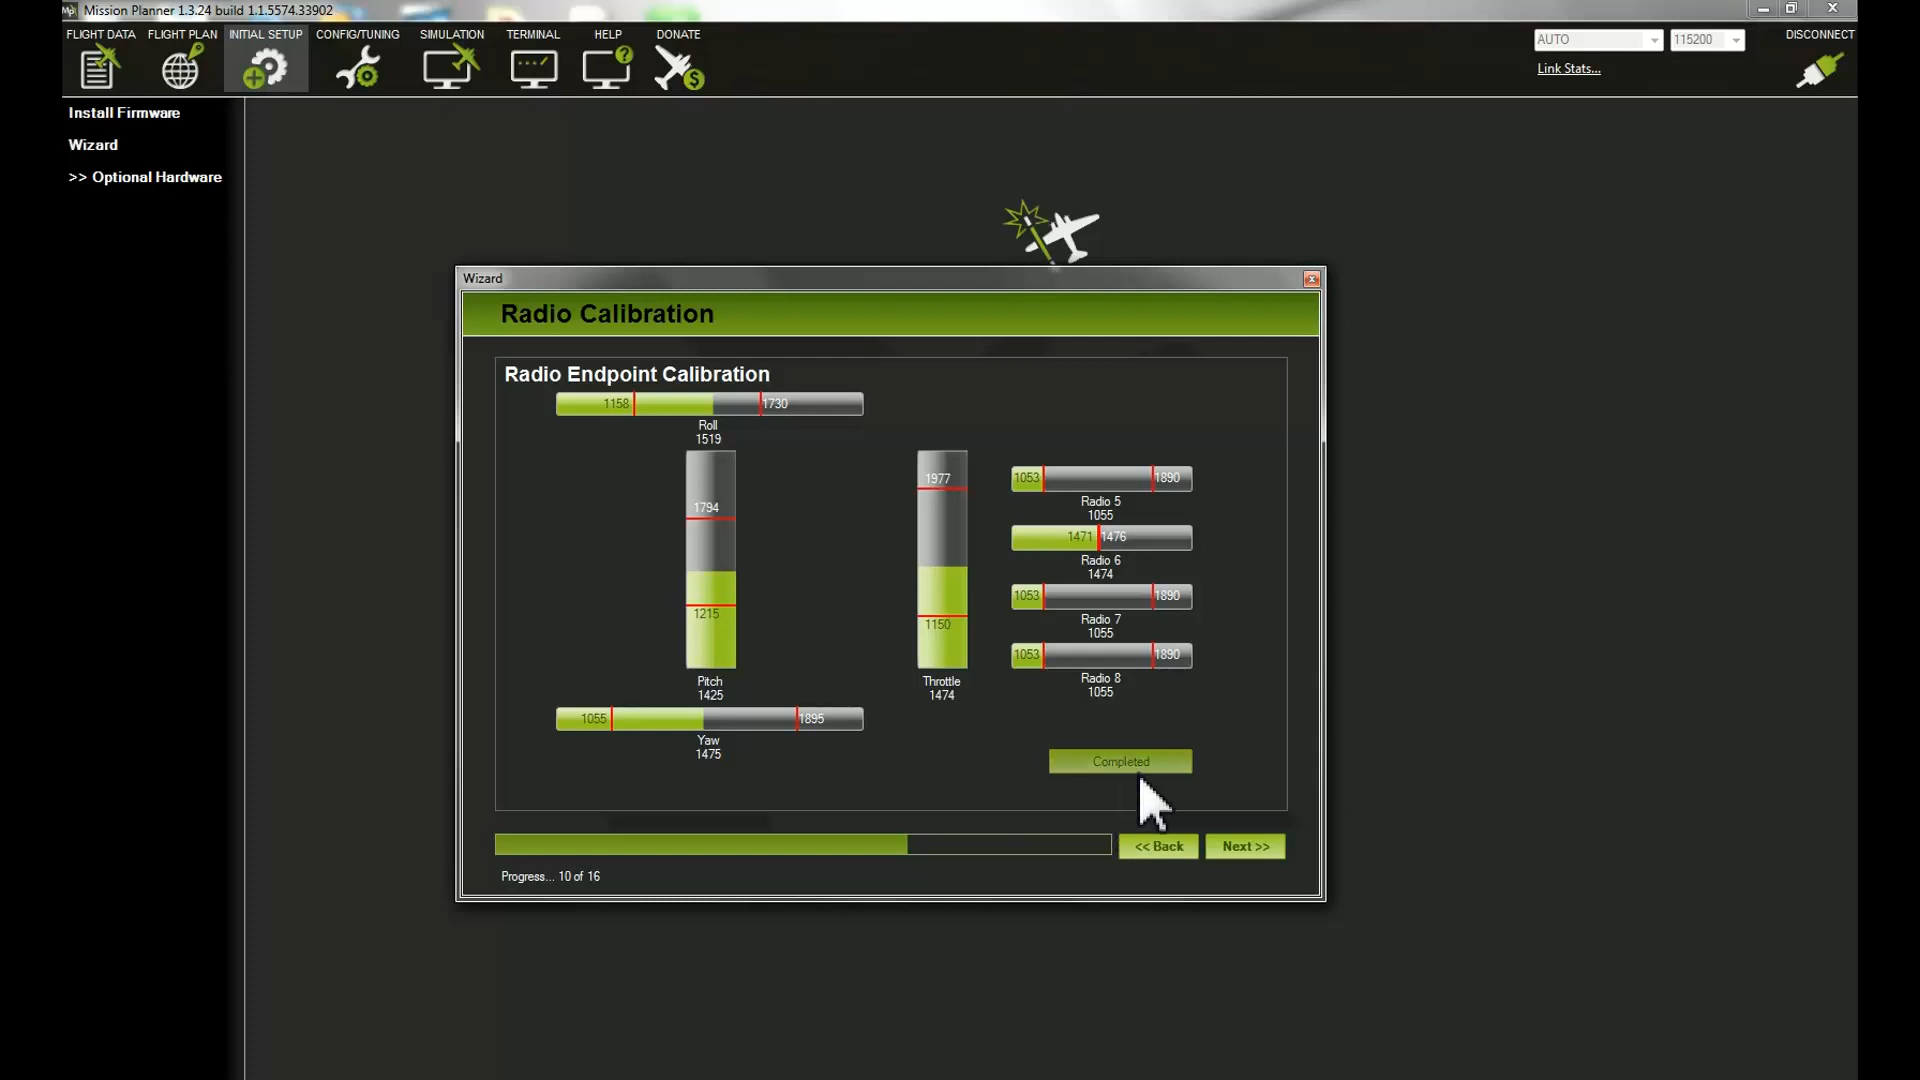 Mission Planner 1.3.24 build 1.1.5574.33902
FLIGHT DATA FLIGHT PLAN INITIAL SETUP CONFIG/TUNING SIMULATION TERMINAL HELP DONATE
AUTO 115200 DISCONNECT
Link Stats...
Install Firmware
Wizard
>> Optional Hardware
Wizard
Radio Calibration
Radio Endpoint Calibration
1158 1730
Roll
1519
1794
1215
Pitch
1425
1977
1150
Throttle
1474
1053 1890
Radio 5
1055
1471 1476
Radio 6
1474
1053 1890
Radio 7
1055
1053 1890
Radio 8
1055
1055 1895
Yaw
1475
Completed
<< Back Next >>
Progress... 10 of 16